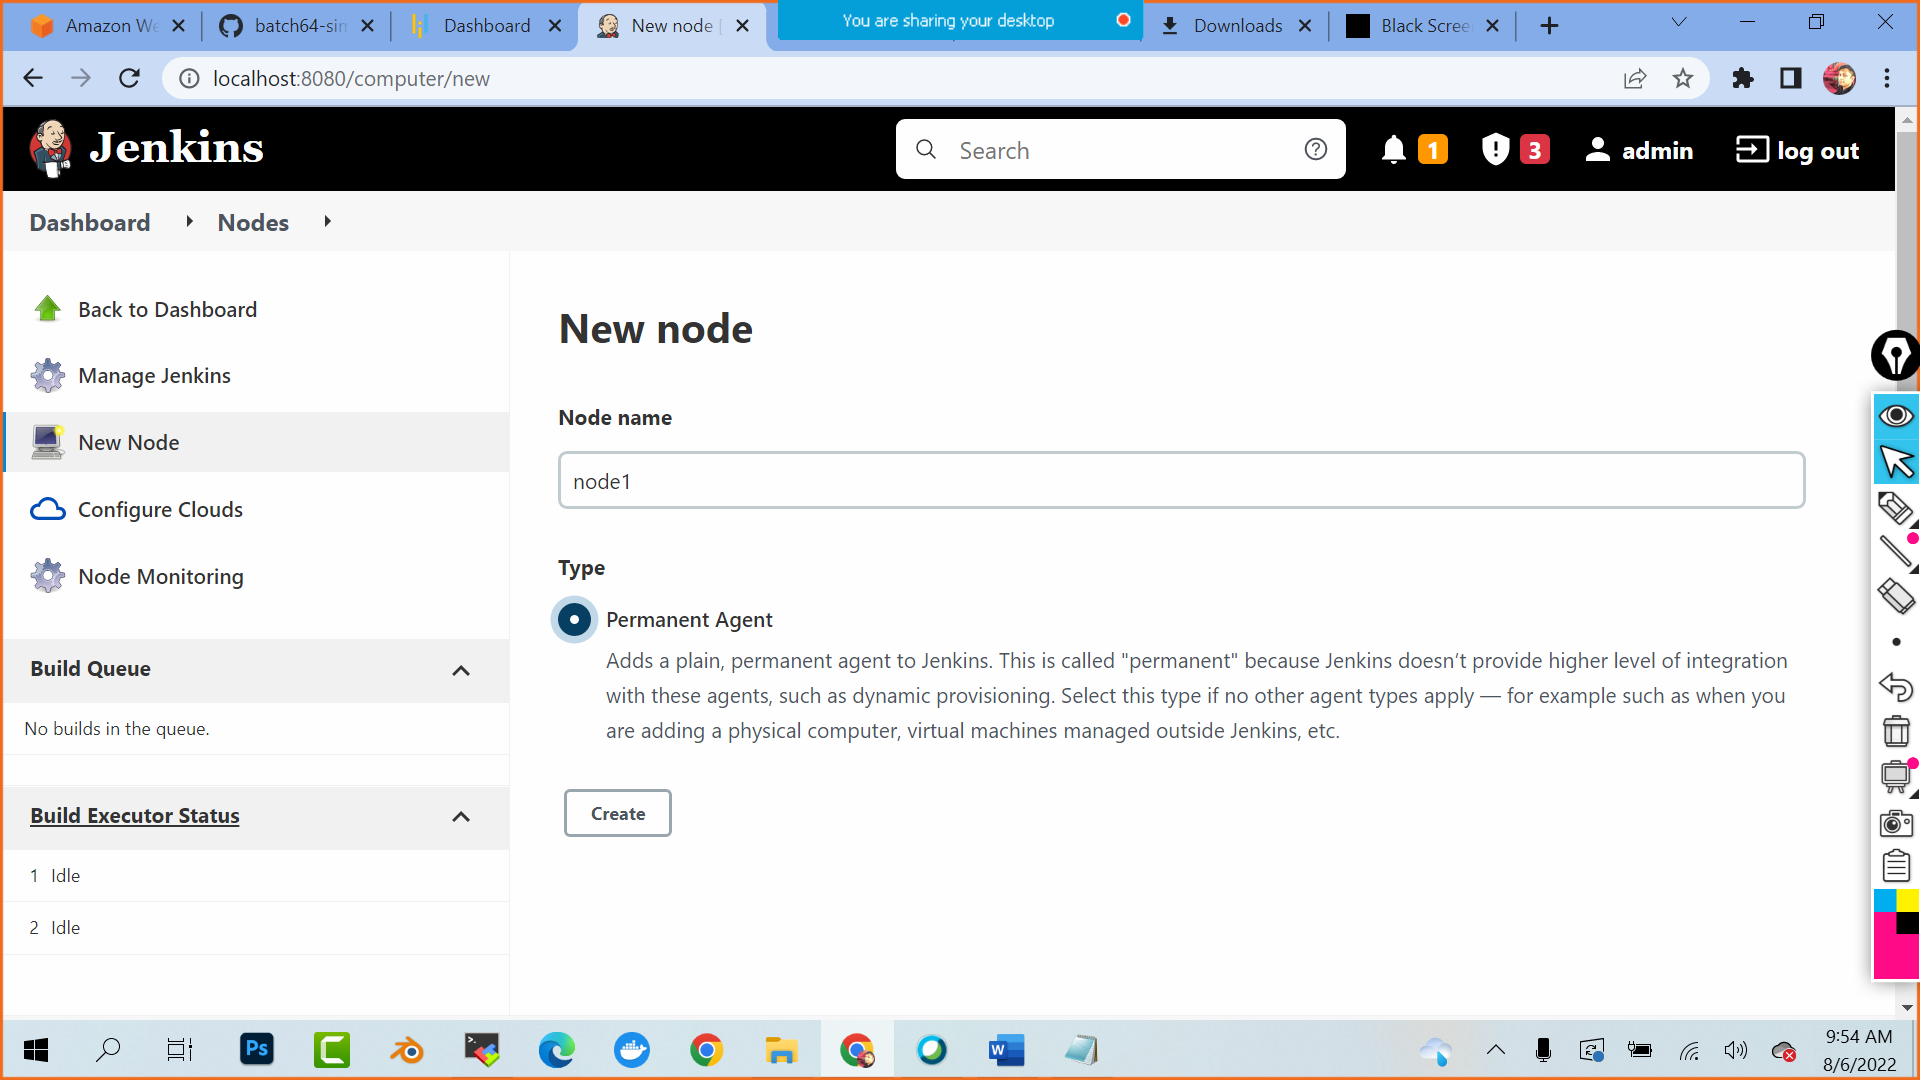 Amazon We
batch64-sim
Dashboard
New node [
You are sharing your desktop
Downloads
Black Scree
localhost:8080/computer/new
Jenkins
Search
1
3
admin
log out
Dashboard
Nodes
Back to Dashboard
Manage Jenkins
New Node
Configure Clouds
Node Monitoring
Build Queue
No builds in the queue.
Build Executor Status
1 Idle
2 Idle
New node
Node name
node1
Type
Permanent Agent
Adds a plain, permanent agent to Jenkins. This is called "permanent" because Jenkins doesn’t provide higher level of integration
with these agents, such as dynamic provisioning. Select this type if no other agent types apply — for example such as when you
are adding a physical computer, virtual machines managed outside Jenkins, etc.
Create
Ps
W
9:54 AM
8/6/2022